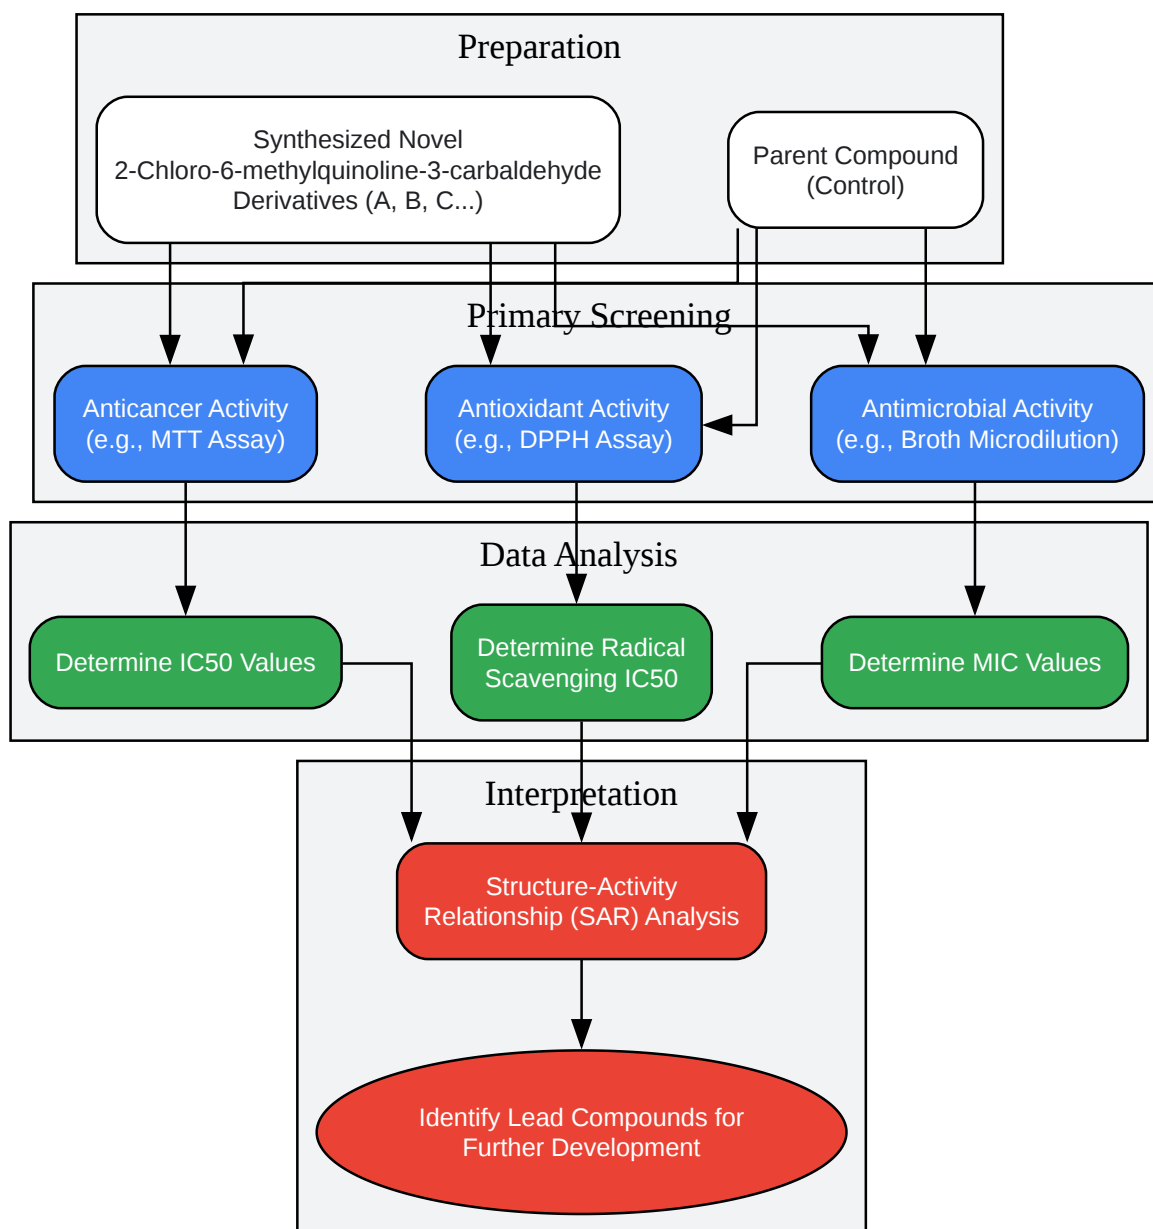 Preparation
Synthesized Novel
2-Chloro-6-methylquinoline-3-carbaldehyde
Derivatives (A, B, C...)
Parent Compound
(Control)
Primary Screening
Anticancer Activity
(e.g., MTT Assay)
Antioxidant Activity
(e.g., DPPH Assay)
Antimicrobial Activity
(e.g., Broth Microdilution)
Data Analysis
Determine IC50 Values
Determine Radical
Scavenging IC50
Determine MIC Values
Interpretation
Structure-Activity
Relationship (SAR) Analysis
Identify Lead Compounds for
Further Development